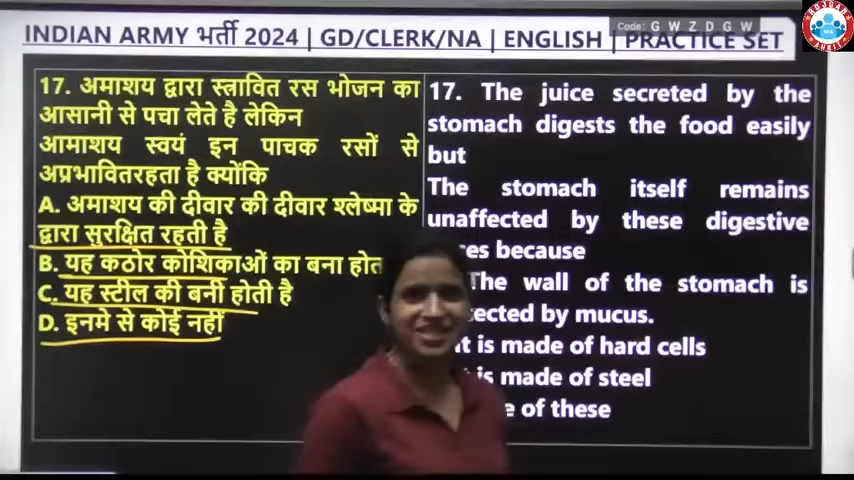 Code: G W Z D G W
INDIAN ARMY भर्ती 2024 | GD/CLERK/NA | ENGLISH | PRACTICE SET
17. अमाशय द्वारा स्त्रावित रस भोजन का
आसानी से पचा लेते है लेकिन
आमाशय स्वयं इन पाचक रसों से
अप्रभावितरहता है क्योंकि
A. अमाशय की दीवार की दीवार श्लेष्मा के
द्वारा सुरक्षित रहती है
B. यह कठोर कोशिकाओं का बना
C. यह स्टील की बनी होती है
D. इनमे से कोई नहीं
17. The juice secreted by the
stomach digests the food easily
but
The stomach itself remains
unaffected by these digestive
because
The wall of the stomach is
by mucus.
It is made of hard cells
is made of steel
of these